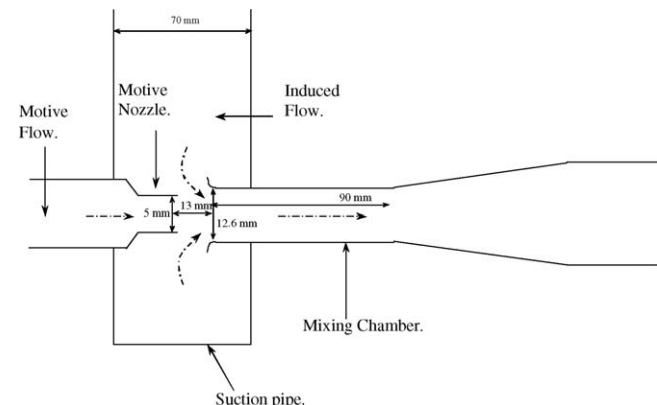 70 mm
Motive
Nozzle.
Induced
Flow.
Motive
Flow.
90 mm
13 mm
5 mm
12.6 mm
Mixing Chamber.
Suction pipe.